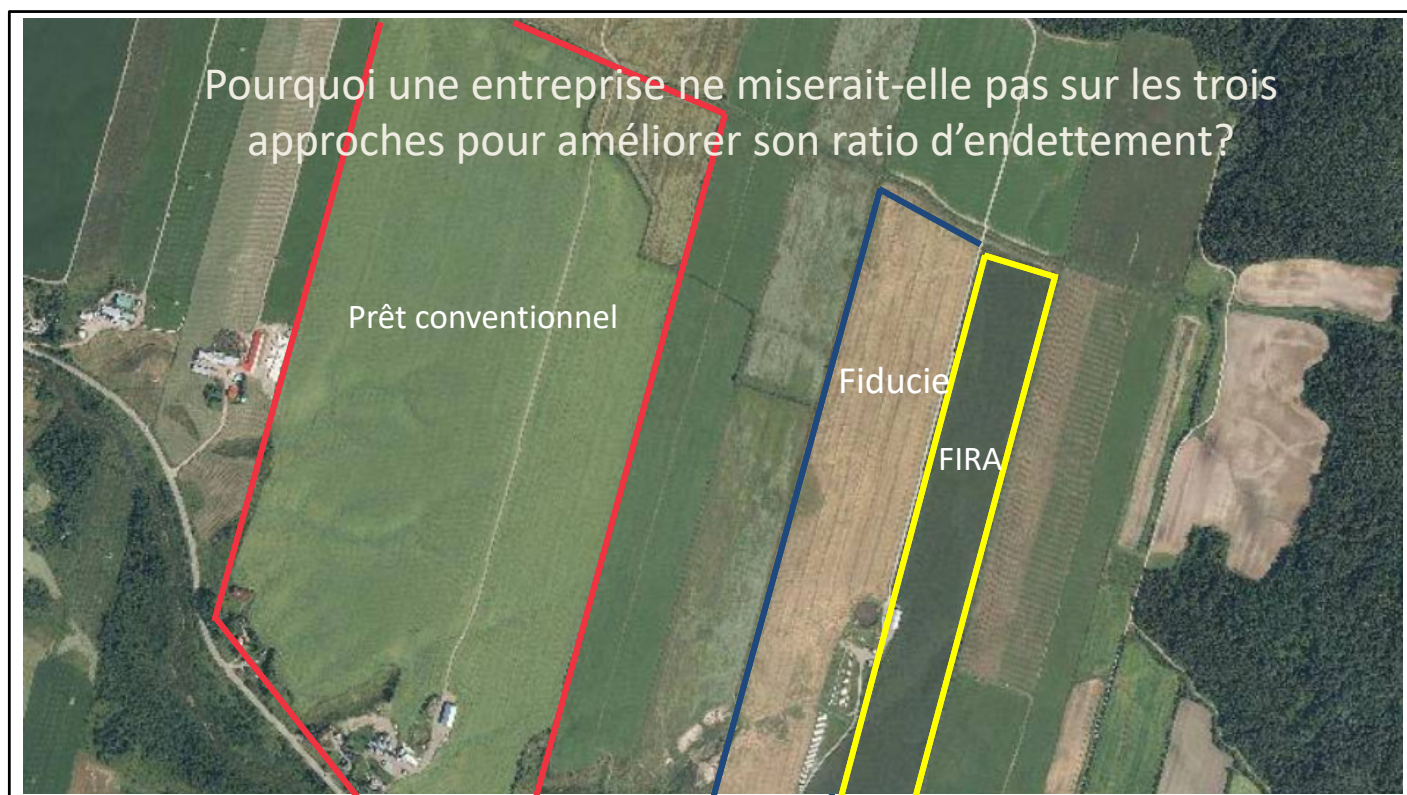 Pourquoi une entreprise ne miserait-elle pas sur les trois
approches pour améliorer son ratio d’endettement?
Prêt conventionnel
Fiducie
FIRA